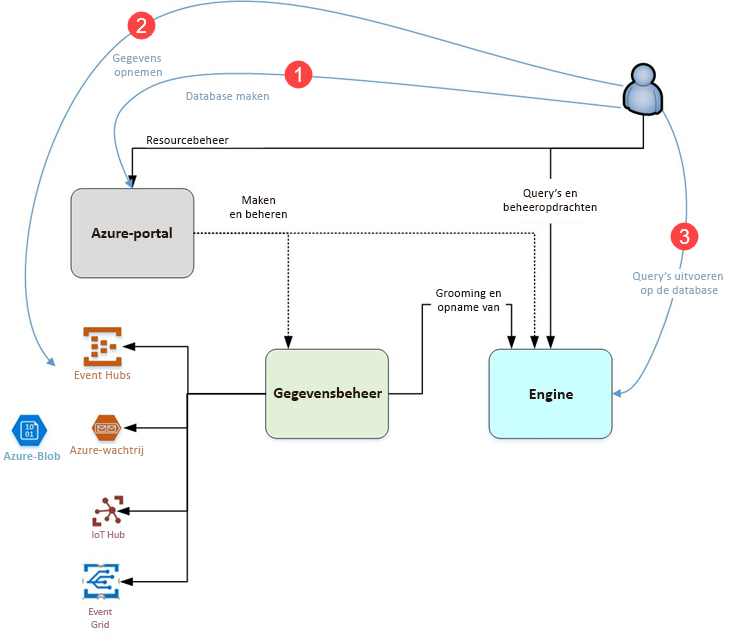 2
Gegevens
opnemen
1
Database maken
Resourcebeheer
Maken
en beheren
Query's en
beheeropdrachten
Azure-portal
3
Query's uitvoeren
op de database
Grooming en
opname van
Event Hubs
Gegevensbeheer
Engine
10
01
Azure-Blob
Azure-wachtrij
IoT Hub
Event
Grid